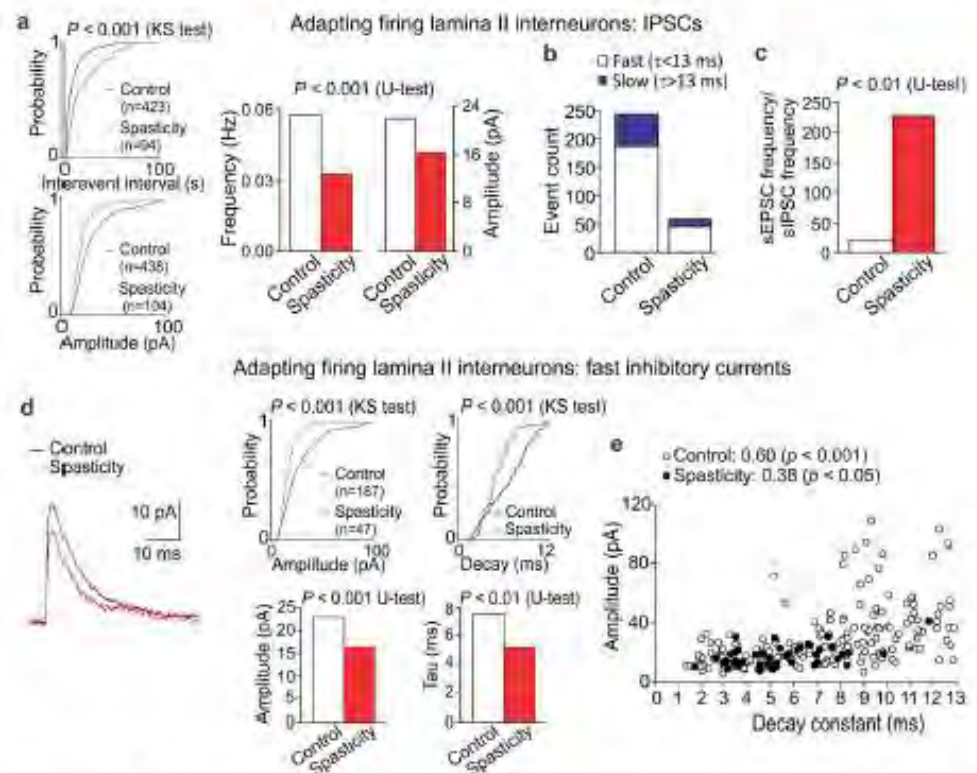 Adapting firing lamina II interneurons: IPSCs
a
P < 0.001 (KS test)
1
Probability
Control
(n=423)
Spasticity
(n=94)
0
0 100
Interevent interval (s)
1
Probability
Control
(n=438)
Spasticity
(n=104)
0
0 100
Amplitude (pA)
P < 0.001 (U-test)
0.06
0.03
0.00
Frequency (Hz)
24
16
8
0
Amplitude (pA)
Control
Spasticity
Control
Spasticity
b
Fast (τ<13 ms)
Slow (τ>13 ms)
250
200
150
100
50
0
Event count
Control
Spasticity
c
P < 0.01 (U-test)
250
200
150
100
50
0
sEPSC frequency/
sIPSC frequency
Control
Spasticity
Adapting firing lamina II interneurons: fast inhibitory currents
d
Control
Spasticity
10 pA
10 ms
P < 0.001 (KS test)
1
Probability
Control
(n=187)
Spasticity
(n=47)
0
0 100
Amplitude (pA)
P < 0.001 (KS test)
1
Probability
Control
Spasticity
0
0 12
Decay (ms)
P < 0.001 U-test)
25
20
15
10
5
0
Amplitude (pA)
Control
Spasticity
P < 0.01 (U-test)
8
6
4
2
0
Tau (ms)
Control
Spasticity
e
Control: 0.60 (p < 0.001)
Spasticity: 0.38 (p < 0.05)
120
80
40
0
Amplitude (pA)
0 1 2 3 4 5 6 7 8 9 10 11 12 13
Decay constant (ms)